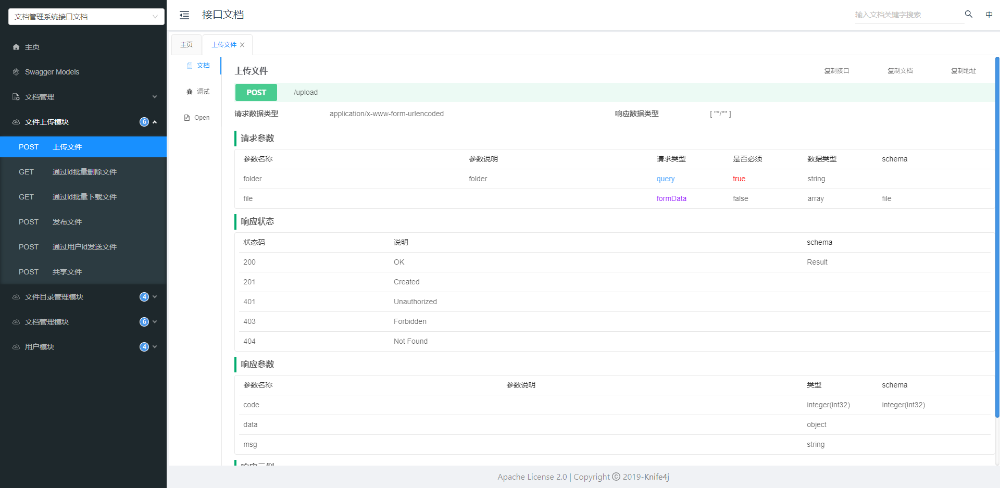 文档管理系统接口文档
主页
Swagger Models
文档管理
文件上传模块 6
POST 上传文件
GET 通过id批量删除文件
GET 通过id批量下载文件
POST 发布文件
POST 通过用户id发送文件
POST 共享文件
文件目录管理模块 4
文档管理模块 6
用户模块 4
接口文档
输入文档关键字搜索
中
主页 上传文件
文档
调试
Open
上传文件 复制接口 复制文档 复制地址
POST /upload
请求数据类型 application/x-www-form-urlencoded 响应数据类型 [ "*/*" ]
请求参数
参数名称 参数说明 请求类型 是否必须 数据类型 schema
folder folder query true string
file formData false array file
响应状态
状态码 说明 schema
200 OK Result
201 Created
401 Unauthorized
403 Forbidden
404 Not Found
响应参数
参数名称 参数说明 类型 schema
code integer(int32) integer(int32)
data object
msg string
响应示例
Apache License 2.0 | Copyright © 2019-Knife4j